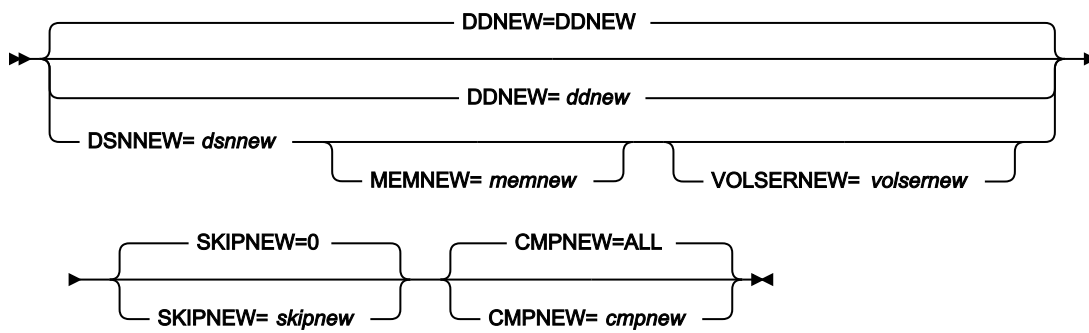 DDNEW=DDNEW
DDNEW= ddnew
DSNNEW= dsnnew
MEMNEW= memnew
VOLSERNEW= volsernew
SKIPNEW=0
CMPNEW=ALL
SKIPNEW= skipnew
CMPNEW= cmpnew